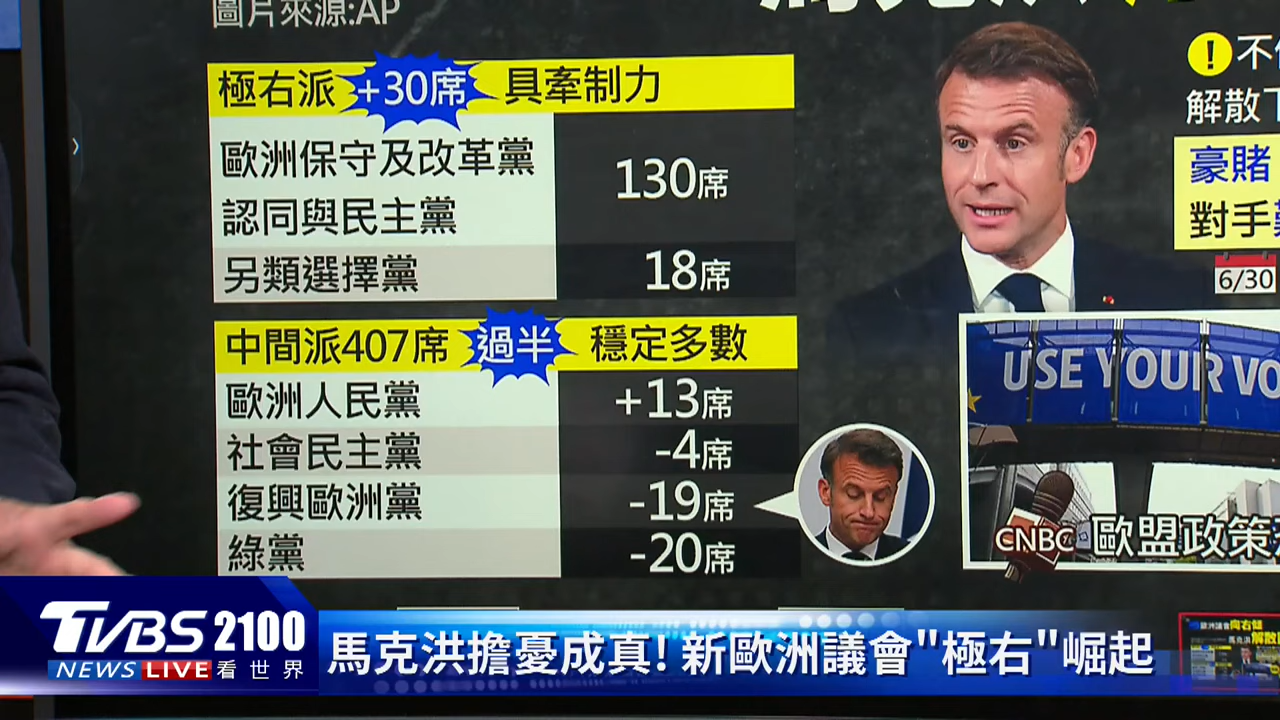 圖片來源:AP
極右派 +30席 具牽制力
歐洲保守及改革黨
認同與民主黨
130席
另類選擇黨 18席
中間派407席 過半 穩定多數
歐洲人民黨 +13席
社會民主黨 -4席
復興歐洲黨 -19席
綠黨 -20席
解散
豪賭
對手
6/30
USE YOUR VO
CNBC 歐盟政策
TVBS 2100
NEWS LIVE 看世界
馬克洪擔憂成真! 新歐洲議會"極右"崛起